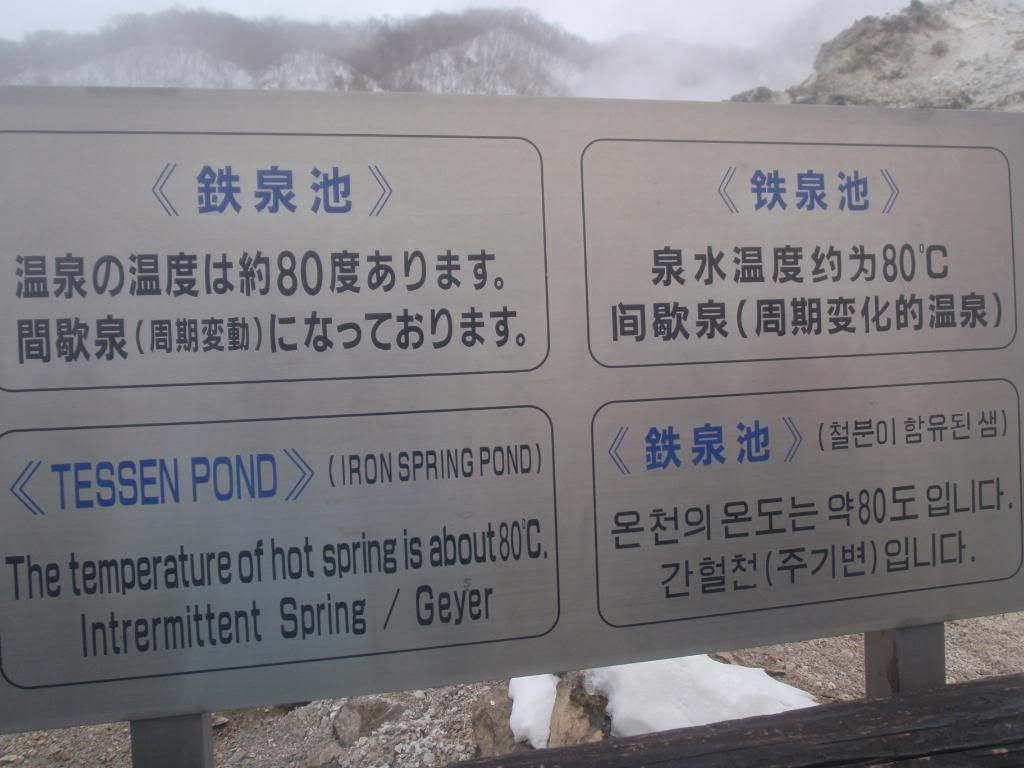 《鉄泉池》
温泉の温度は約80度あります。
間歇泉(周期変動)になっております。
《鉄泉池》
泉水温度约为80℃
间歇泉(周期变化的温泉)
《TESSEN POND》(IRON SPRING POND)
The temperature of hot spring is about 80℃.
Intrermittent Spring / Geyer
s
《鉄泉池》(철분이 함유된 샘)
온천의 온도는 약80도 입니다.
간헐천(주기변)입니다.